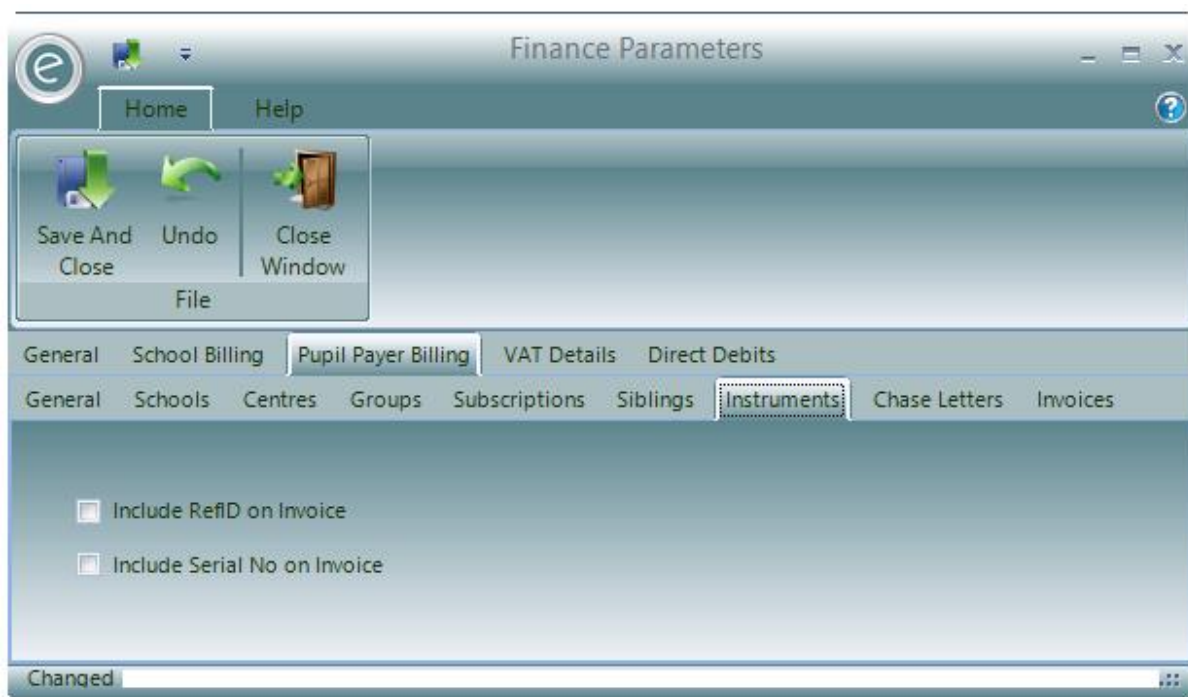 e
Finance Parameters
Home Help
Save And Close Undo Close Window
File
General School Billing Pupil Payer Billing VAT Details Direct Debits
General Schools Centres Groups Subscriptions Siblings Instruments Chase Letters Invoices
Include RefID on Invoice
Include Serial No on Invoice
Changed